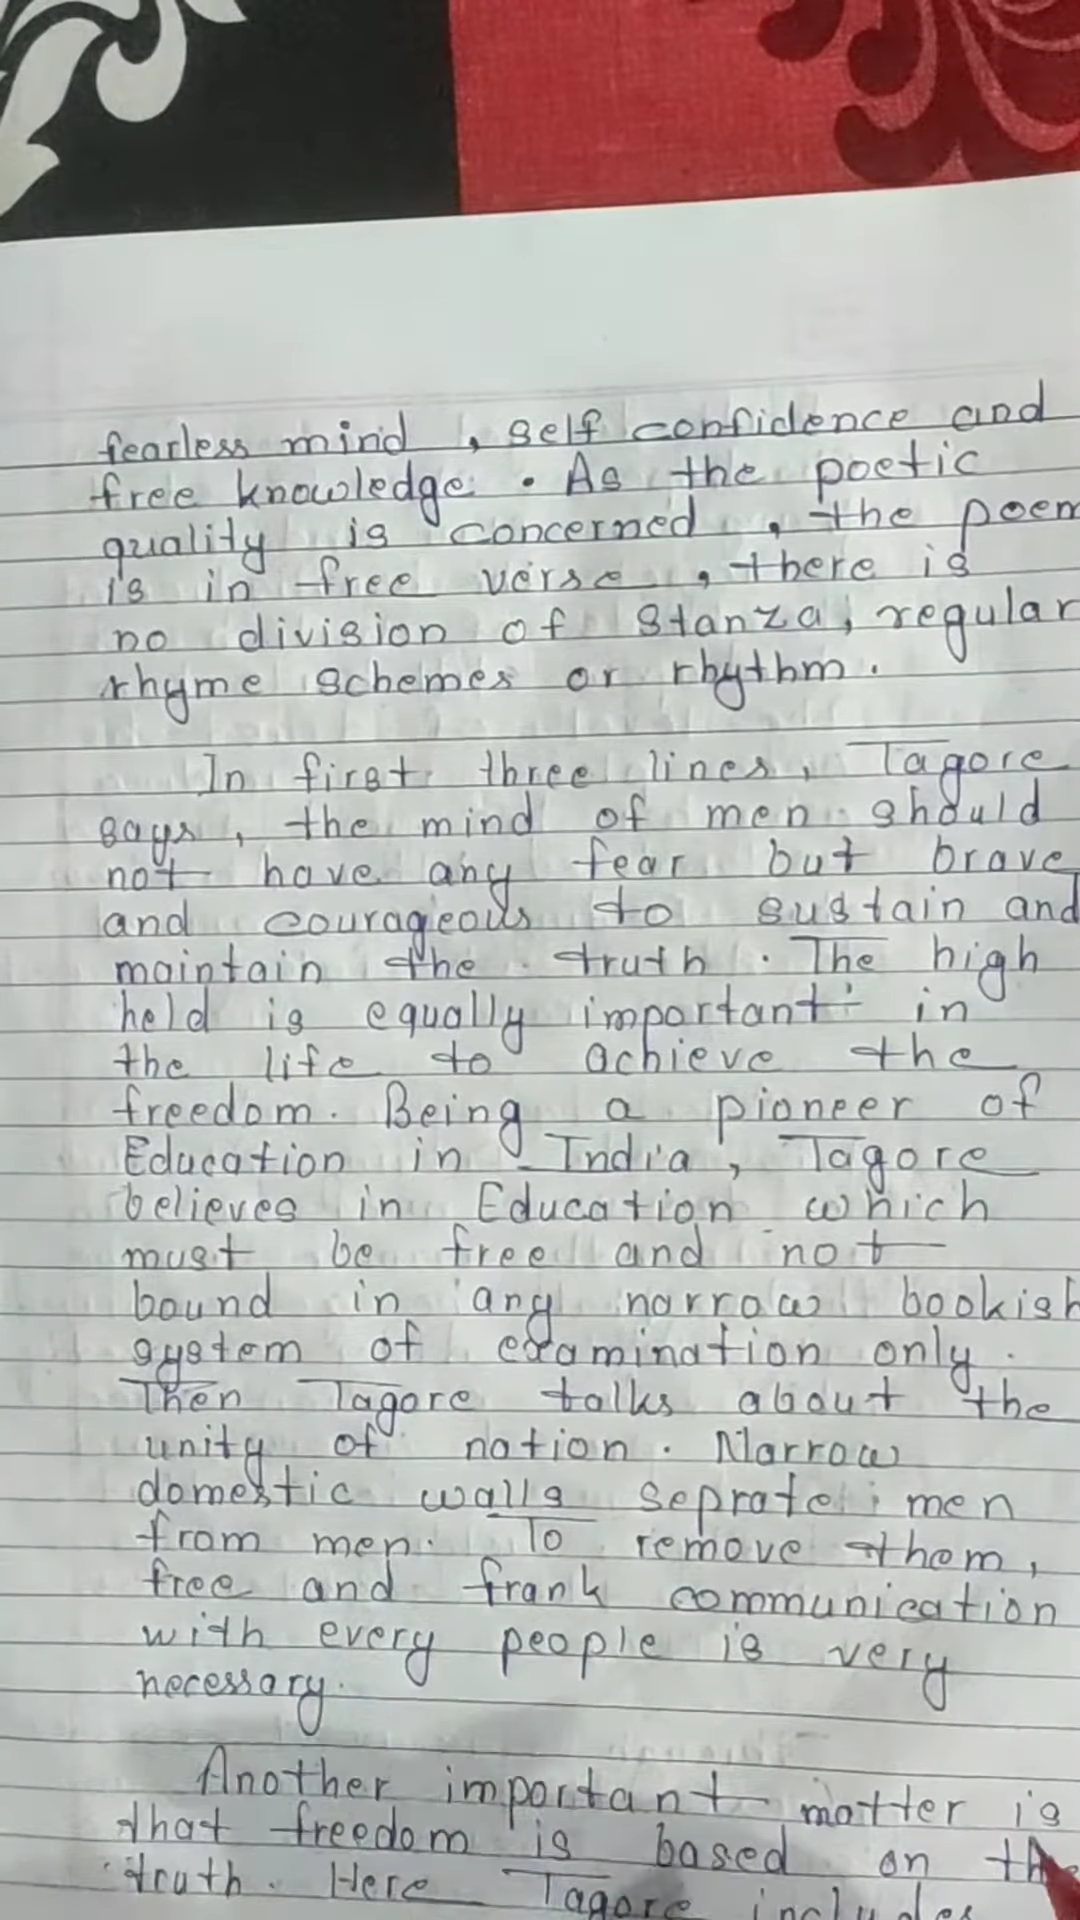 fearless mind, self confidence and
free knowledge. As the poetic
quality is concerned, the poem
is in free verse, there is
no division of stanza, regular
rhyme schemes or rhythm.
In first three lines, Tagore
says, the mind of men should
not have any fear but brave
and courageous to sustain and
maintain the truth. The high
held is equally important in
the life to achieve the
freedom. Being a pioneer of
Education in India, Tagore
believes in Education which
must be free and not
bound in any narrow bookish
system of examination only.
Then Tagore talks about the
unity of nation. Narrow
domestic walls seprate men
from men. To remove them,
free and frank communication
with every people is very
necessary.
Another important matter is
that freedom is based on the
truth. Here Tagore includes